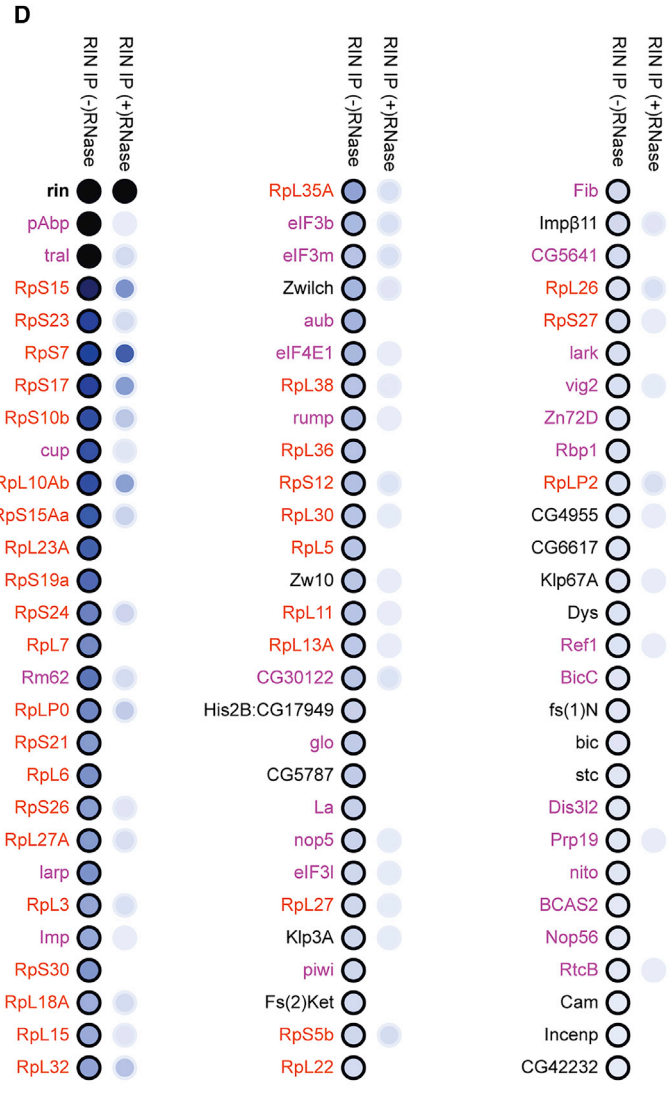 D
RIN IP (-)RNase
RIN IP (+)RNase
rin
pAbp
tral
RpS15
RpS23
RpS7
RpS17
RpS10b
cup
RpL10Ab
RpS15Aa
RpL23A
RpS19a
RpS24
RpL7
Rm62
RpLP0
RpS21
RpL6
RpS26
RpL27A
larp
RpL3
Imp
RpS30
RpL18A
RpL15
RpL32
RIN IP (-)RNase
RIN IP (+)RNase
RpL35A
eIF3b
eIF3m
Zwilch
aub
eIF4E1
RpL38
rump
RpL36
RpS12
RpL30
RpL5
Zw10
RpL11
RpL13A
CG30122
His2B:CG17949
glo
CG5787
La
nop5
eIF3l
RpL27
Klp3A
piwi
Fs(2)Ket
RpS5b
RpL22
RIN IP (-)RNase
RIN IP (+)RNase
Fib
Impβ11
CG5641
RpL26
RpS27
lark
vig2
Zn72D
Rbp1
RpLP2
CG4955
CG6617
Klp67A
Dys
Ref1
BicC
fs(1)N
bic
stc
Dis3l2
Prp19
nito
BCAS2
Nop56
RtcB
Cam
Incenp
CG42232